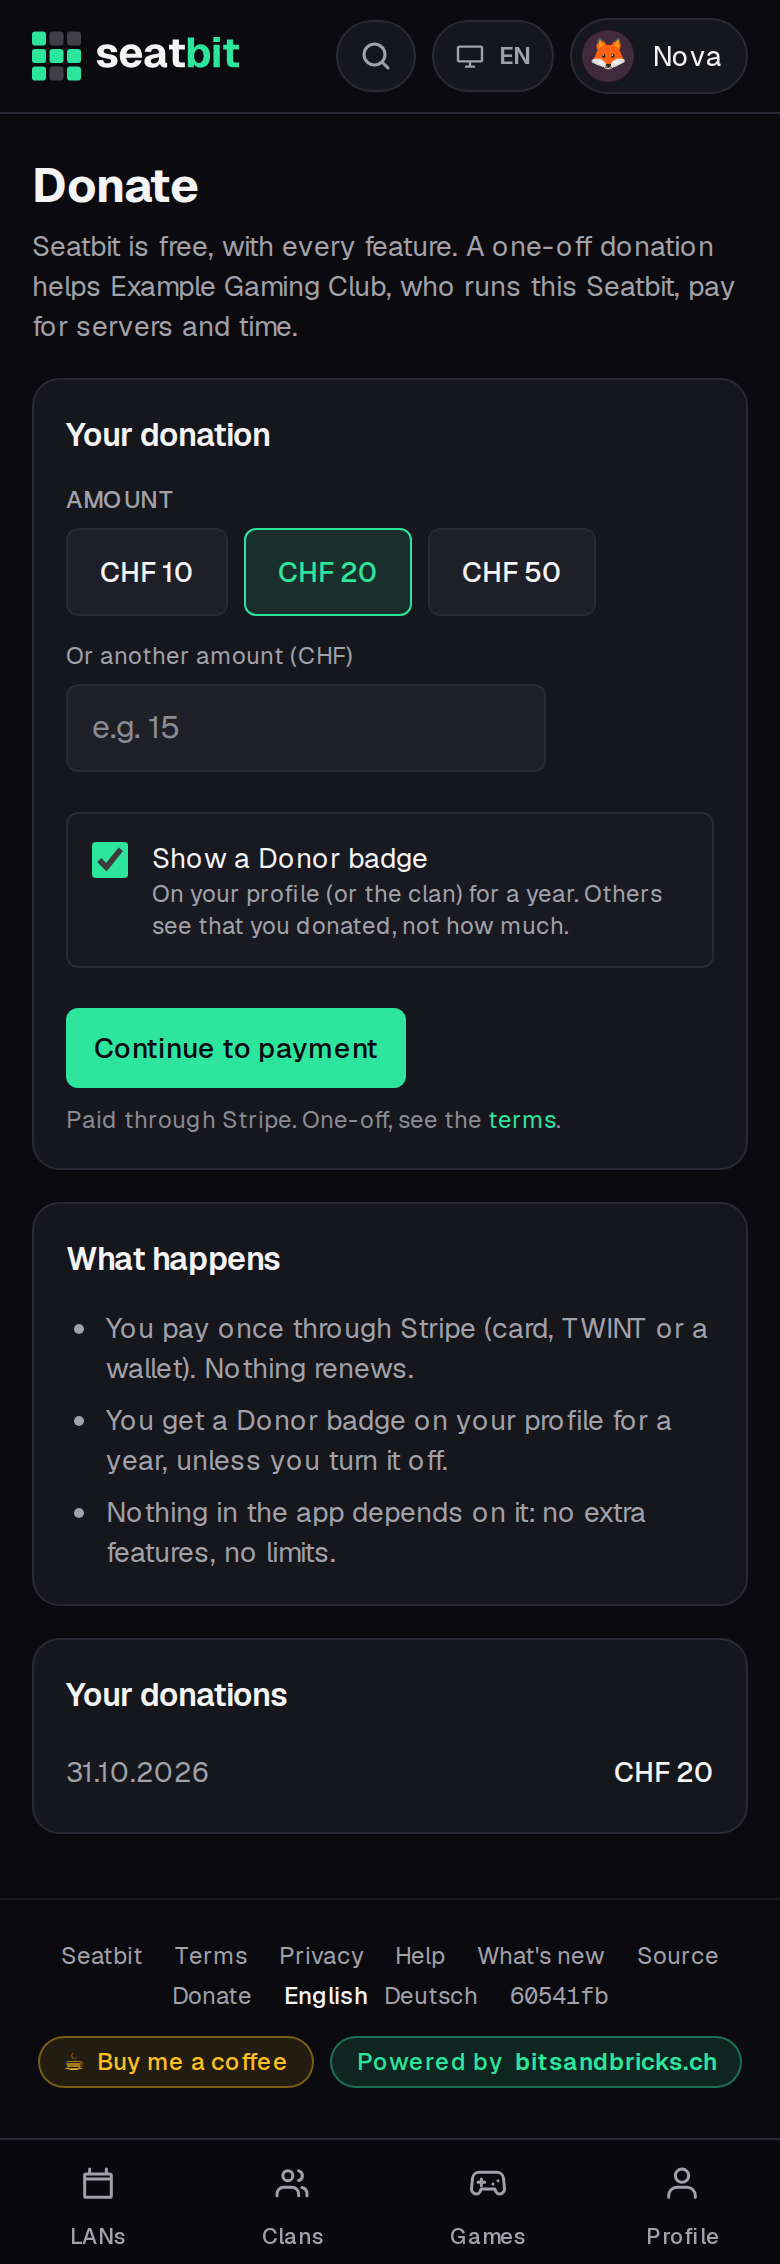 seatbit
EN
Nova
Donate
Seatbit is free, with every feature. A one-off donation
helps Example Gaming Club, who runs this Seatbit, pay
for servers and time.
Your donation
AMOUNT
CHF 10
CHF 20
CHF 50
Or another amount (CHF)
e.g. 15
Show a Donor badge
On your profile (or the clan) for a year. Others
see that you donated, not how much.
Continue to payment
Paid through Stripe. One-off, see the terms.
What happens
• You pay once through Stripe (card, TWINT or a
wallet). Nothing renews.
• You get a Donor badge on your profile for a
year, unless you turn it off.
• Nothing in the app depends on it: no extra
features, no limits.
Your donations
31.10.2026 CHF 20
Seatbit Terms Privacy Help What's new Source
Donate English Deutsch 60541fb
Buy me a coffee Powered by bitsandbricks.ch
LANs Clans Games Profile